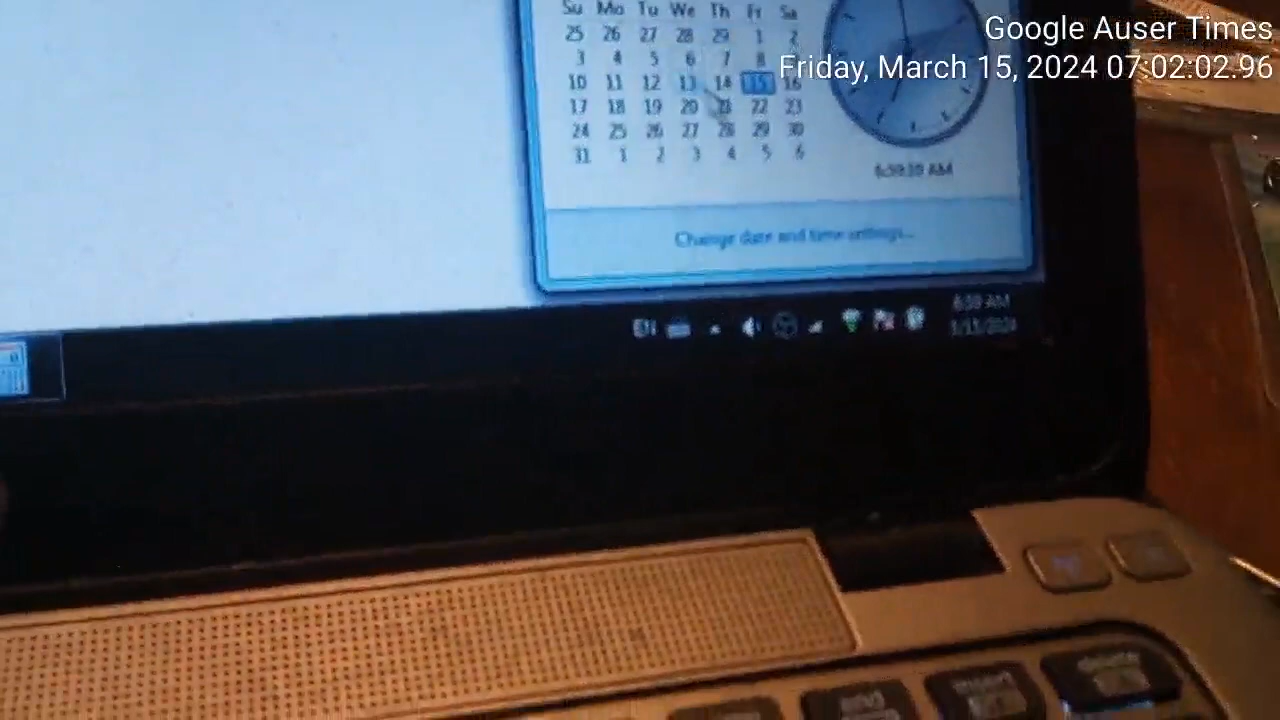 Google Auser Times
Friday, March 15, 2024 07:02:02.96
Su Mo Tu We Th Fr Sa
25 26 27 28 29 1 2
3 4 5 6 7 8
10 11 12 13 14 15 16
17 18 19 20 21 22 23
24 25 26 27 28 29 30
31 1 2 3 4 5 6
Change date and time settings...
EN
delete